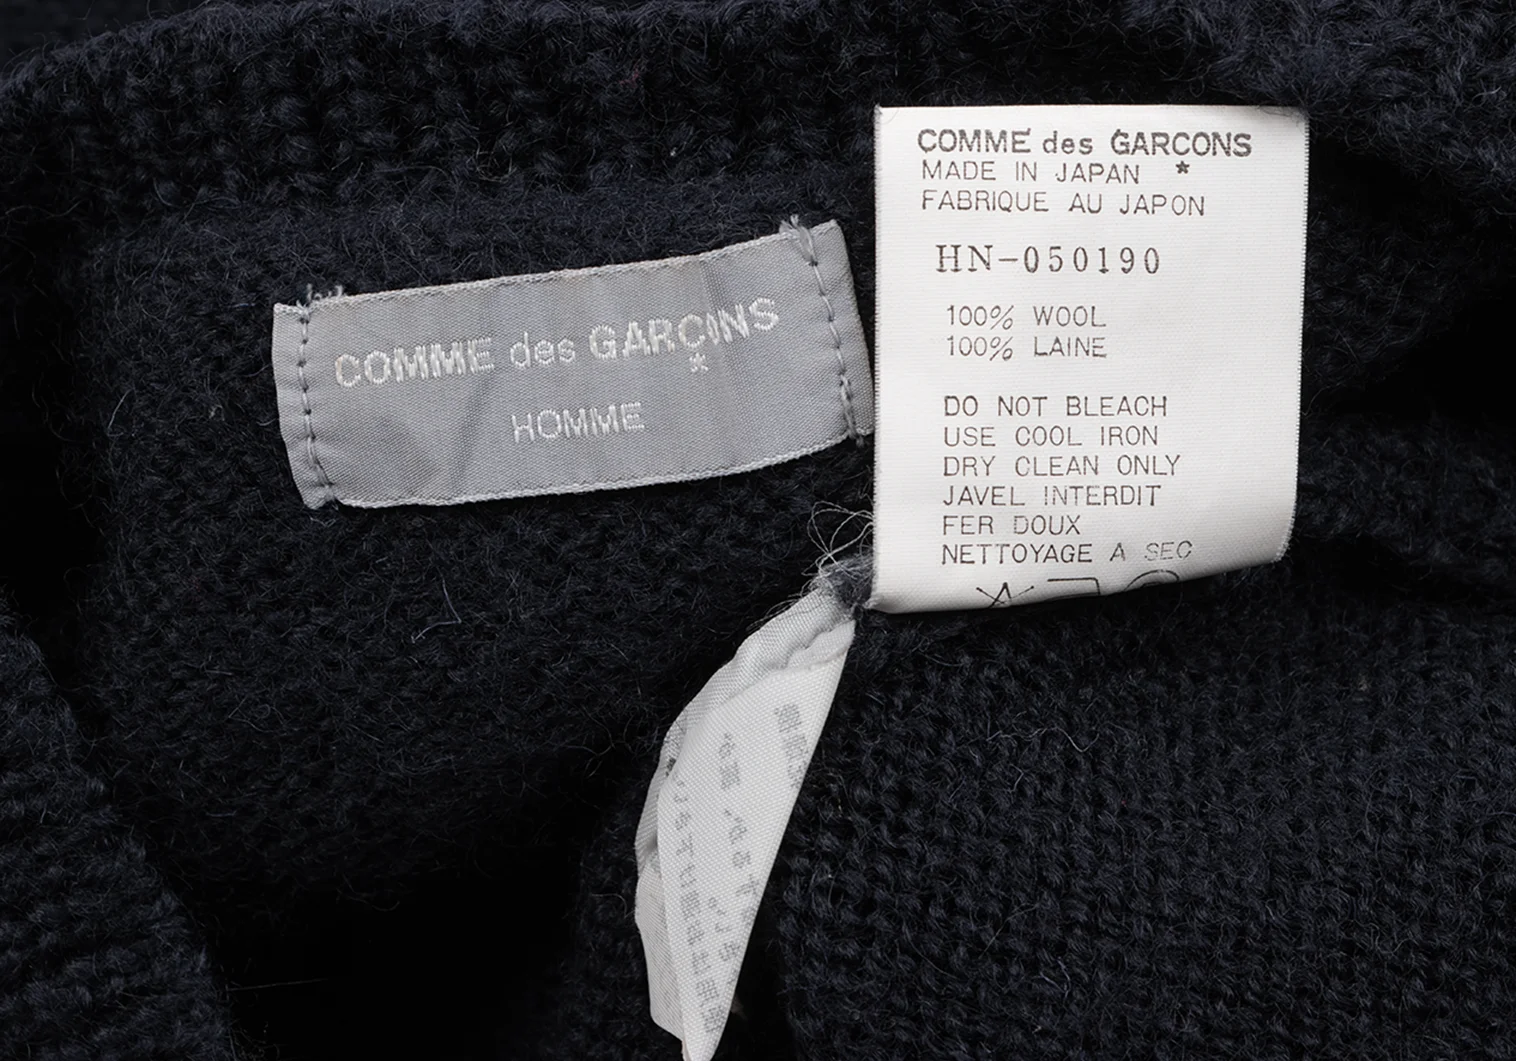 COMME des GARCONS
*
HOMME
COMME des GARCONS
MADE IN JAPAN *
FABRIQUE AU JAPON
HN-050190
100% WOOL
100% LAINE
DO NOT BLEACH
USE COOL IRON
DRY CLEAN ONLY
JAVEL INTERDIT
FER DOUX
NETTOYAGE A SEC